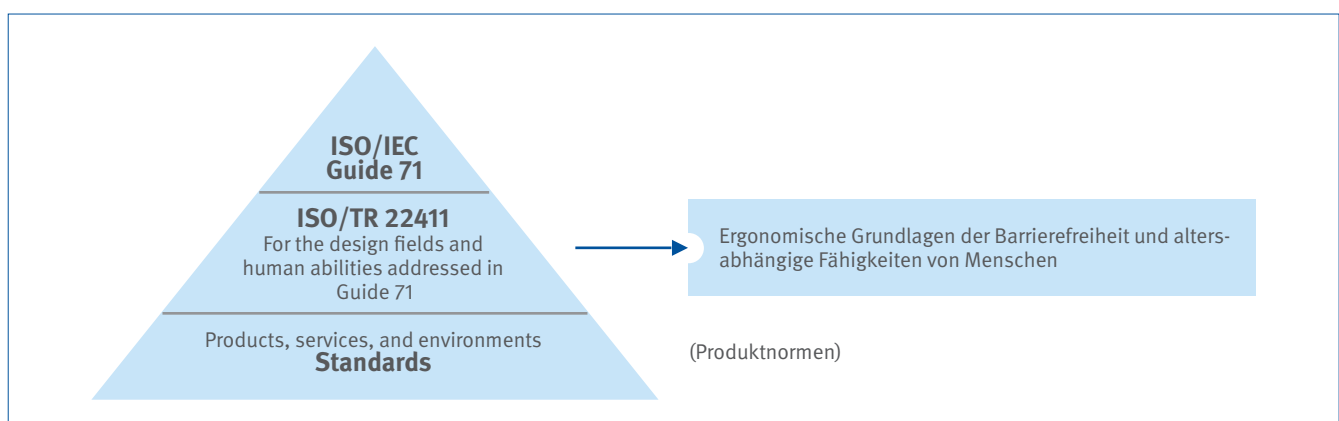 ISO/IEC
Guide 71
ISO/TR 22411
For the design fields and
human abilities addressed in
Guide 71
Ergonomische Grundlagen der Barrierefreiheit und alters-
abhängige Fähigkeiten von Menschen
Products, services, and environments
Standards
(Produktnormen)